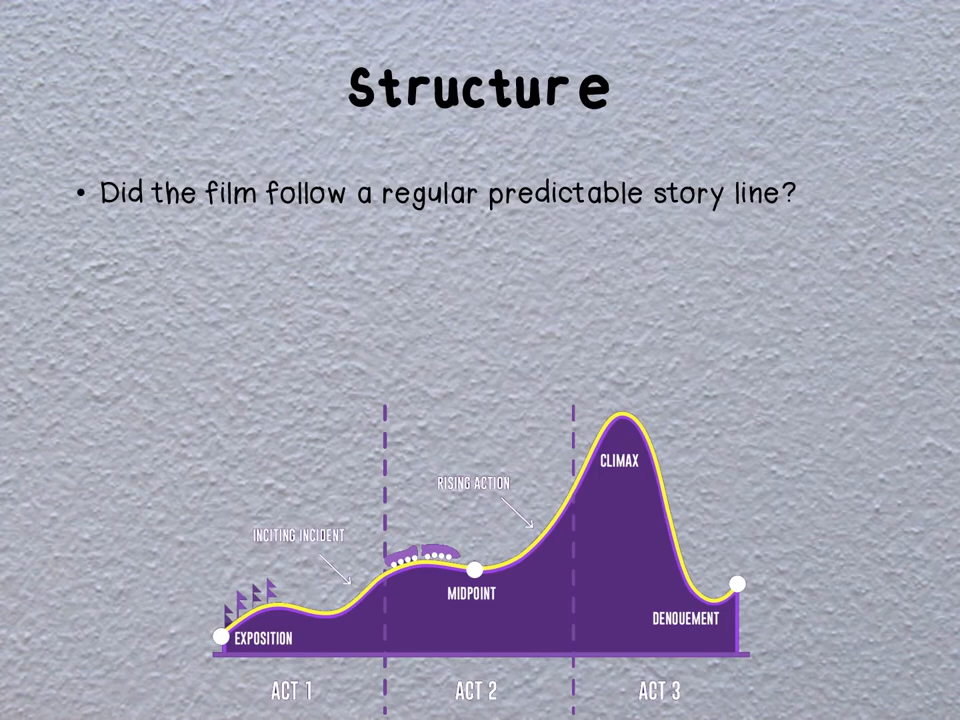 Structure
• Did the film follow a regular predictable story line?
CLIMAX
RISING ACTION
INCITING INCIDENT
MIDPOINT
DENOUEMENT
EXPOSITION
ACT 1
ACT 2
ACT 3